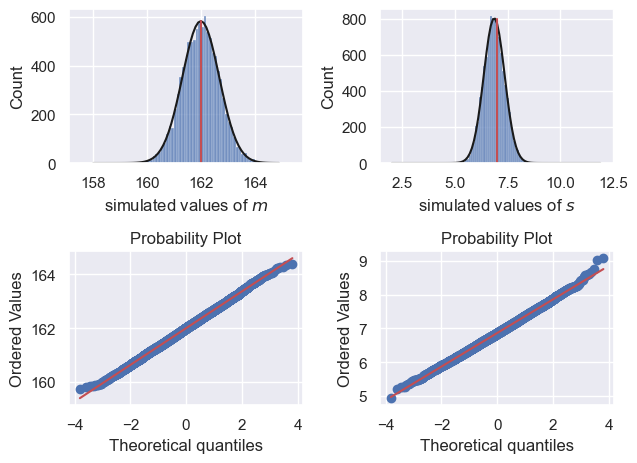 600
400
200
0
Count
158 160 162 164
simulated values of m
800
600
400
200
0
Count
2.5 5.0 7.5 10.0 12.5
simulated values of s
Probability Plot
164
162
160
Ordered Values
−4 −2 0 2 4
Theoretical quantiles
Probability Plot
9
8
7
6
5
Ordered Values
−4 −2 0 2 4
Theoretical quantiles